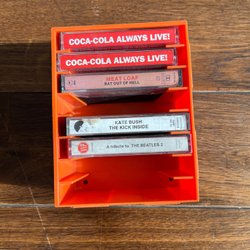 COCA-COLA ALWAYS LIVE!
COCA-COLA ALWAYS LIVE!
MEAT LOAF
BAT OUT OF HELL
KATE BUSH
THE KICK INSIDE
A tribute to THE BEATLES 2